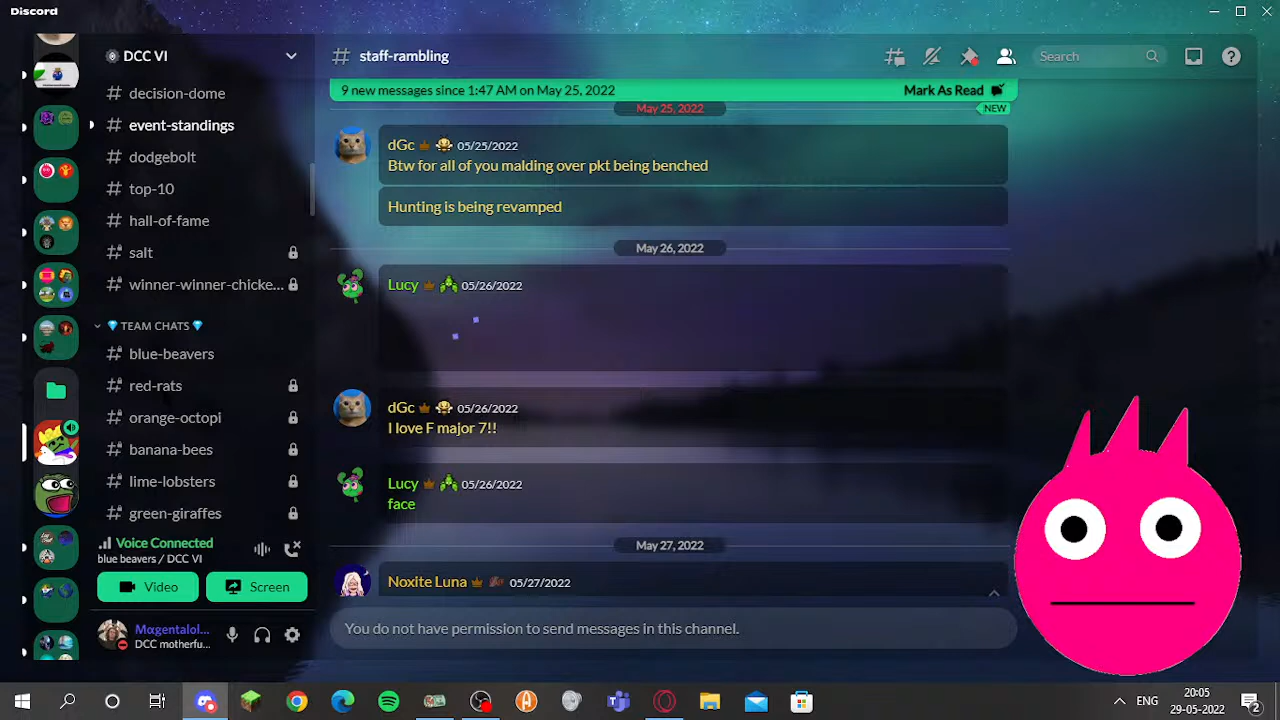 Discord
DCC VI
# staff-rambling
Search
9 new messages since 1:47 AM on May 25, 2022
Mark As Read
May 25, 2022
NEW
decision-dome
event-standings
dodgebolt
top-10
hall-of-fame
salt
winner-winner-chicke...
TEAM CHATS
blue-beavers
red-rats
orange-octopi
banana-bees
lime-lobsters
green-giraffes
Voice Connected
blue beavers / DCC VI
Video
Screen
Mαgentalol...
DCC motherfu...
dGc 05/25/2022
Btw for all of you malding over pkt being benched
Hunting is being revamped
May 26, 2022
Lucy 05/26/2022
dGc 05/26/2022
I love F major 7!!
Lucy 05/26/2022
face
May 27, 2022
Noxite Luna 05/27/2022
You do not have permission to send messages in this channel.
ENG
20:05
29-05-2022
2